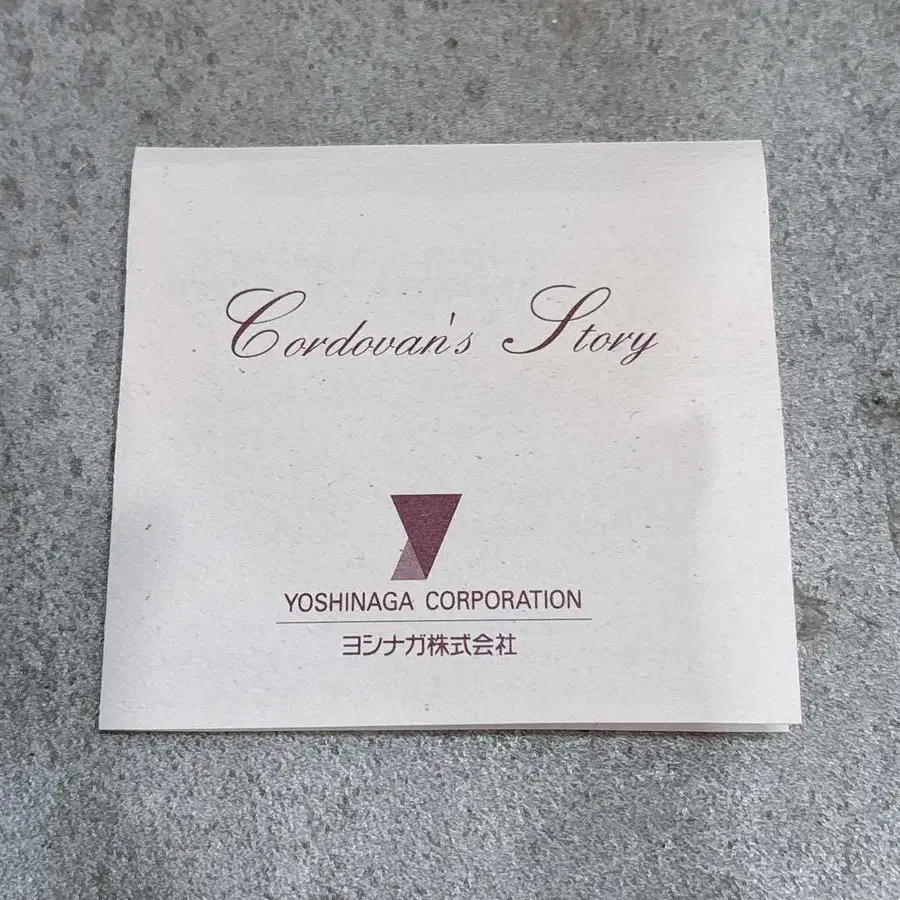 Cordovan's Story
YOSHINAGA CORPORATION
ヨシナガ株式会社